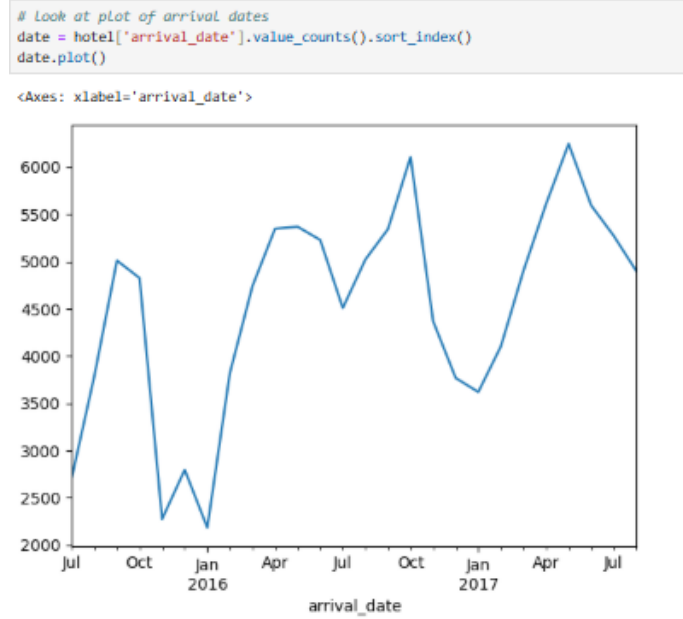 # Look at plot of arrival dates
date = hotel['arrival_date'].value_counts().sort_index()
date.plot()
<Axes: xlabel='arrival_date'>
6000
5500
5000
4500
4000
3500
3000
2500
2000
Jul Oct Jan Apr Jul Oct Jan Apr Jul
2016 2017
arrival_date